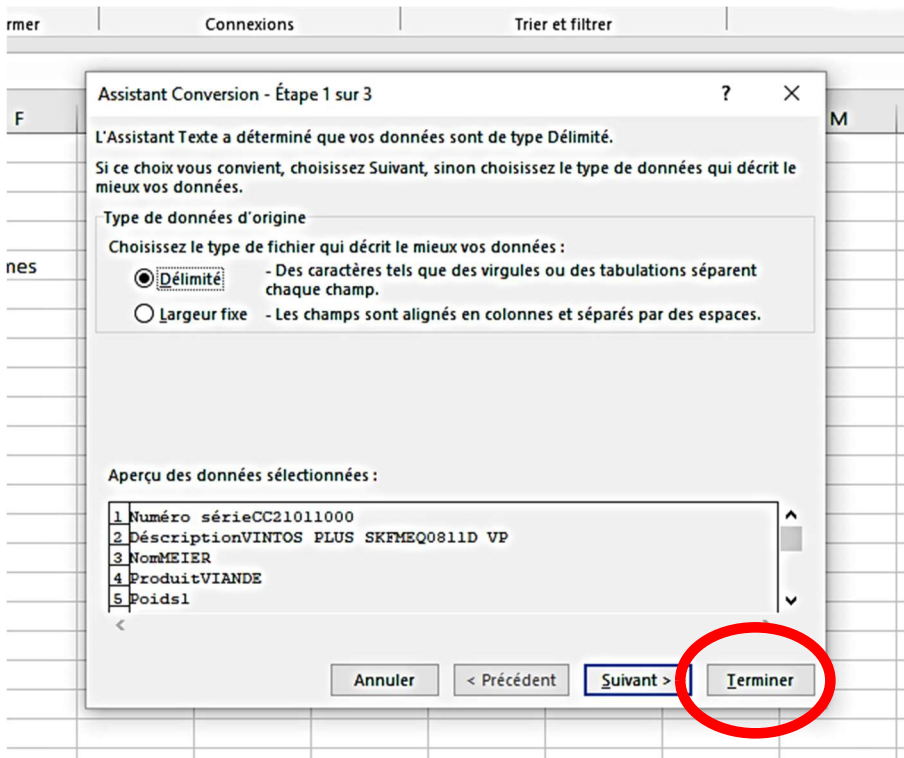 rmer Connexions Trier et filtrer
Assistant Conversion - Étape 1 sur 3 ? ×
F M
L'Assistant Texte a déterminé que vos données sont de type Délimité.
Si ce choix vous convient, choisissez Suivant, sinon choisissez le type de données qui décrit le
mieux vos données.
Type de données d'origine
Choisissez le type de fichier qui décrit le mieux vos données :
nes
Délimité - Des caractères tels que des virgules ou des tabulations séparent
chaque champ.
Largeur fixe - Les champs sont alignés en colonnes et séparés par des espaces.
Aperçu des données sélectionnées :
1 Numéro sérieCC21011000
2 DéscriptionVINTOS PLUS SKFMEQ0811D VP
3 NomMEIER
4 ProduitVIANDE
5 Poids1
Annuler < Précédent Suivant > Terminer